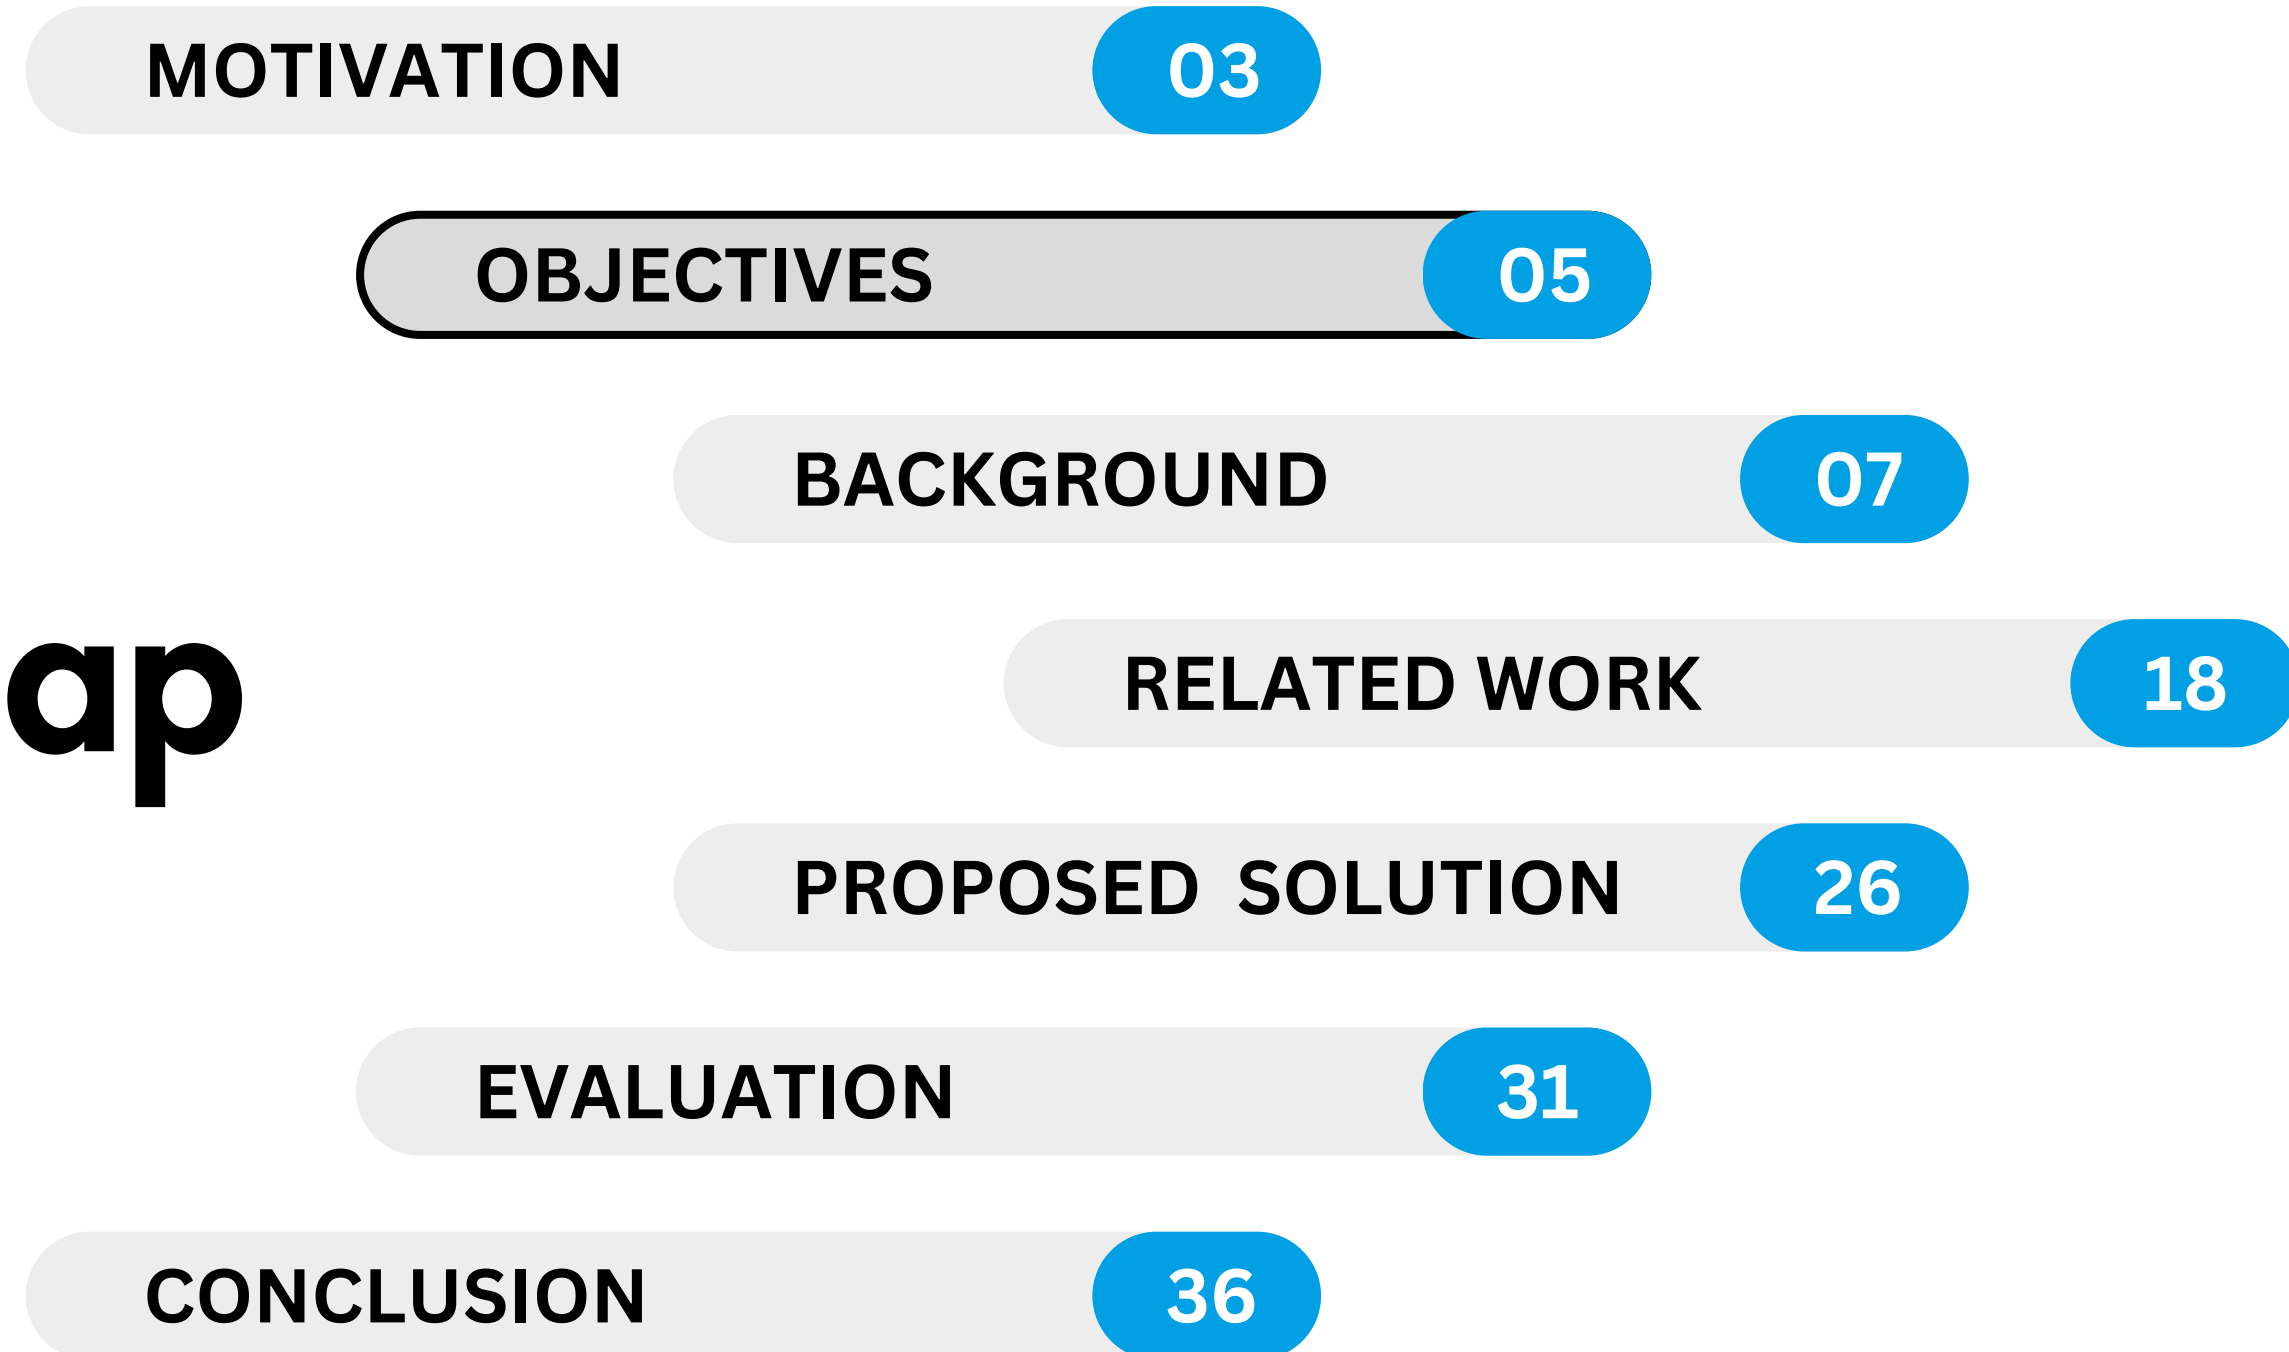 MOTIVATION 03
OBJECTIVES 05
BACKGROUND 07
ap
RELATED WORK 18
PROPOSED SOLUTION 26
EVALUATION 31
CONCLUSION 36